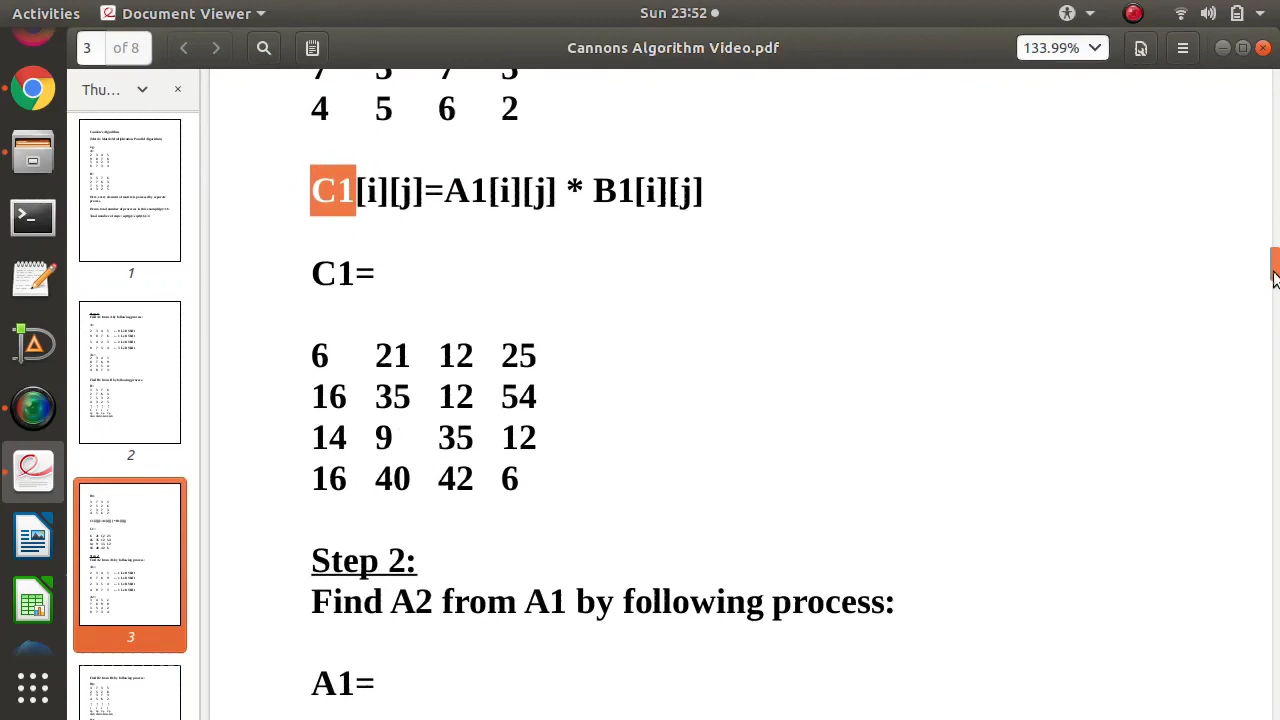 Activities Document Viewer Sun 23:52
3 of 8 Cannons Algorithm Video.pdf 133.99%
Thu...
1
2
3
4 5 6 2
C1[i][j]=A1[i][j] * B1[i][j]
C1=
6 21 12 25
16 35 12 54
14 9 35 12
16 40 42 6
Step 2:
Find A2 from A1 by following process:
A1=